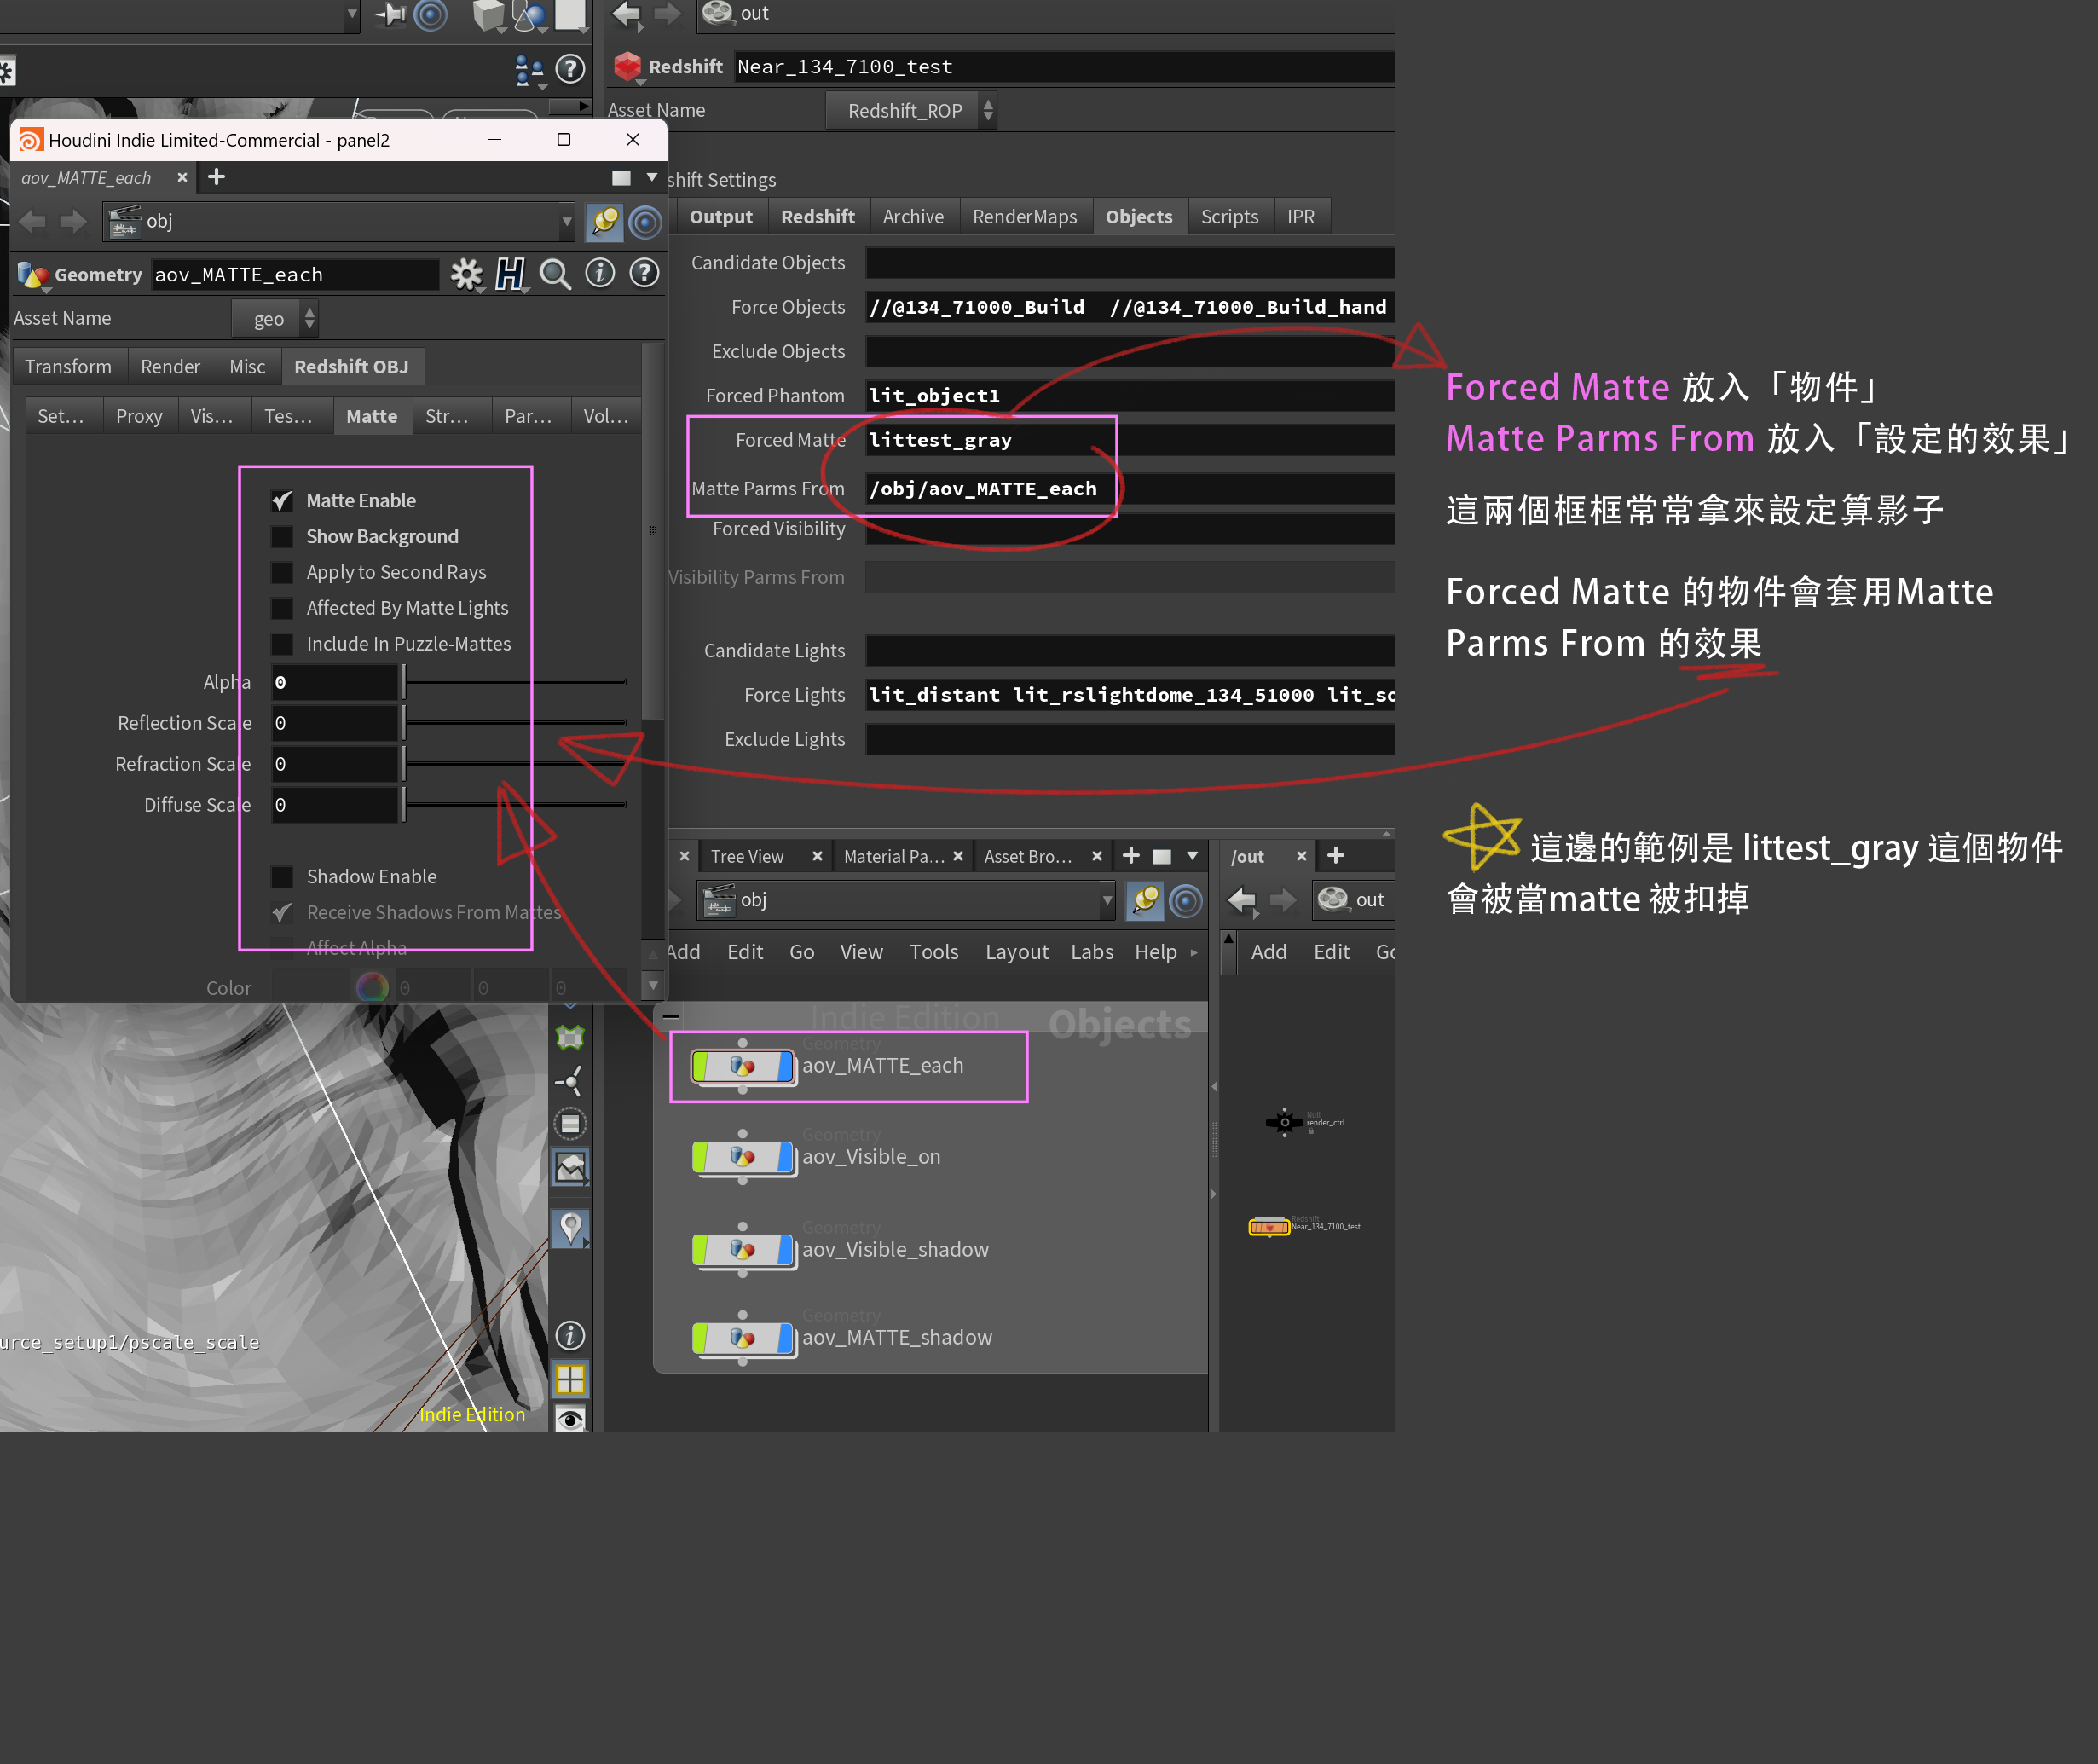 out
Redshift Near_134_7100_test
Asset Name Redshift_ROP
Houdini Indie Limited-Commercial - panel2
aov_MATTE_each
shift Settings
Output Redshift Archive RenderMaps Objects Scripts IPR
obj
Geometry aov_MATTE_each
Asset Name geo
Transform Render Misc Redshift OBJ
Set... Proxy Vis... Tes... Matte Str... Par... Vol...
Matte Enable
Show Background
Apply to Second Rays
Affected By Matte Lights
Include In Puzzle-Mattes
Alpha 0
Reflection Scale 0
Refraction Scale 0
Diffuse Scale 0
Shadow Enable
Receive Shadows From Mattes
Affect Alpha
Color 0 0 0
Candidate Objects
Force Objects //@134_71000_Build //@134_71000_Build_hand
Exclude Objects
Forced Phantom lit_object1
Forced Matte littest_gray
Matte Parms From /obj/aov_MATTE_each
Forced Visibility
Visibility Parms From
Candidate Lights
Force Lights lit_distant lit_rslightdome_134_51000 lit_sc
Exclude Lights
Forced Matte 放入「物件」
Matte Parms From 放入「設定的效果」
這兩個框框常常拿來設定算影子
Forced Matte 的物件會套用Matte
Parms From 的效果
這邊的範例是 littest_gray 這個物件
會被當matte 被扣掉
Tree View Material Pa... Asset Bro...
obj
Add Edit Go View Tools Layout Labs Help
Indie Edition Objects
Geometry
aov_MATTE_each
Geometry
aov_Visible_on
Geometry
aov_Visible_shadow
Geometry
aov_MATTE_shadow
/out
out
Add Edit Go
Null
render_ctrl
Redshift
Near_134_7100_test
urce_setup1/pscale_scale
Indie Edition